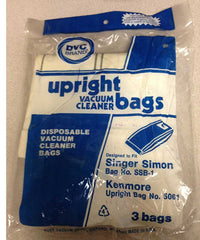 DVC
BRAND
upright
VACUUM
CLEANER
bags
DISPOSABLE
VACUUM
CLEANER
BAGS
Designed to Fit
Singer Simon
Bag No. SSB-1
Kenmore
Upright Bag No. 5061
3 bags